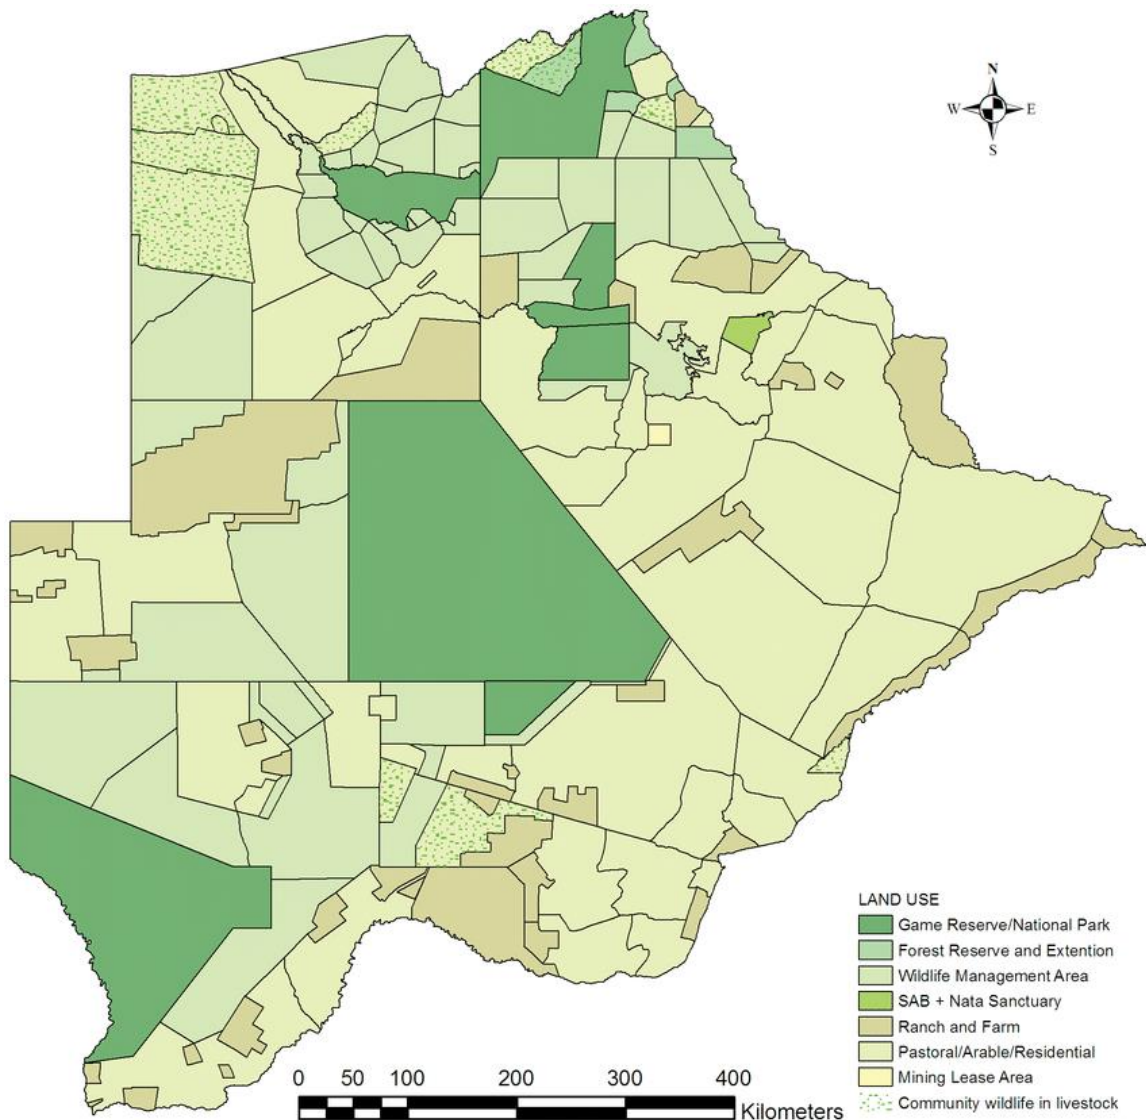 N
W E
S
LAND USE
Game Reserve/National Park
Forest Reserve and Extention
Wildlife Management Area
SAB + Nata Sanctuary
Ranch and Farm
Pastoral/Arable/Residential
Mining Lease Area
Community wildlife in livestock
0 50 100 200 300 400
Kilometers